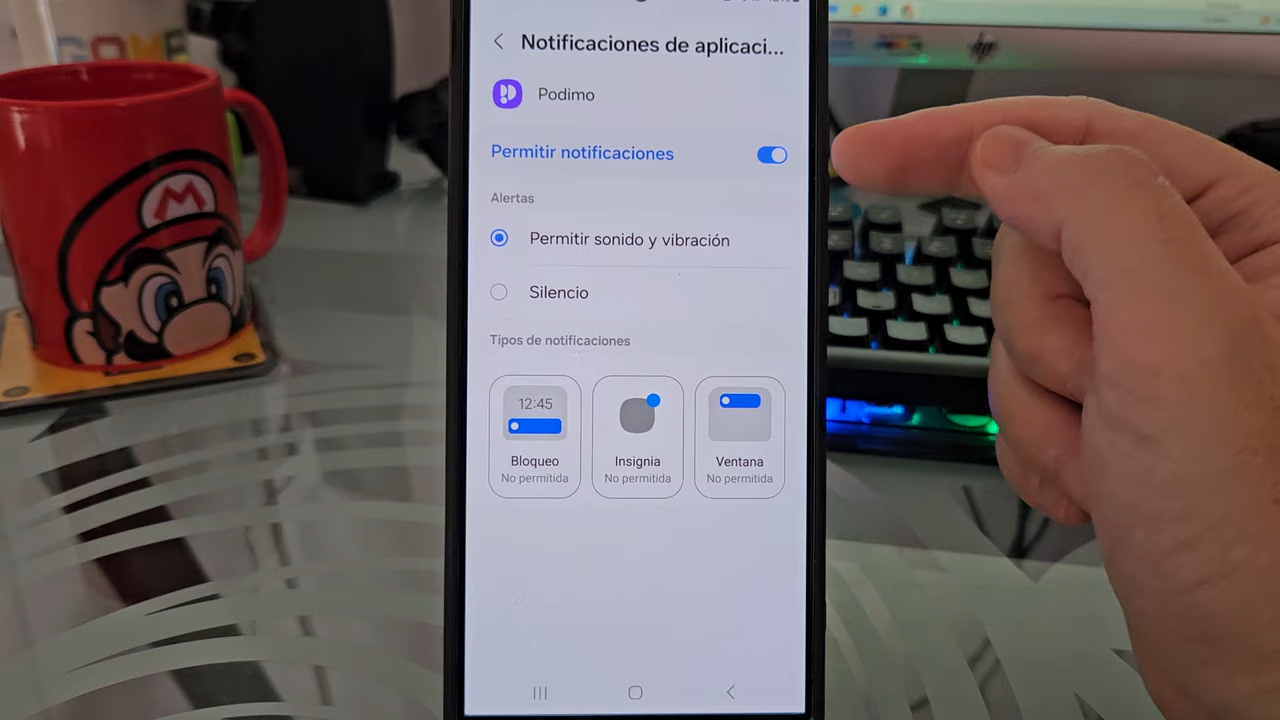 Notificaciones de aplicaci...
Podimo
Permitir notificaciones
Alertas
Permitir sonido y vibración
Silencio
Tipos de notificaciones
12:45
Bloqueo
No permitida
Insignia
No permitida
Ventana
No permitida
M
hp